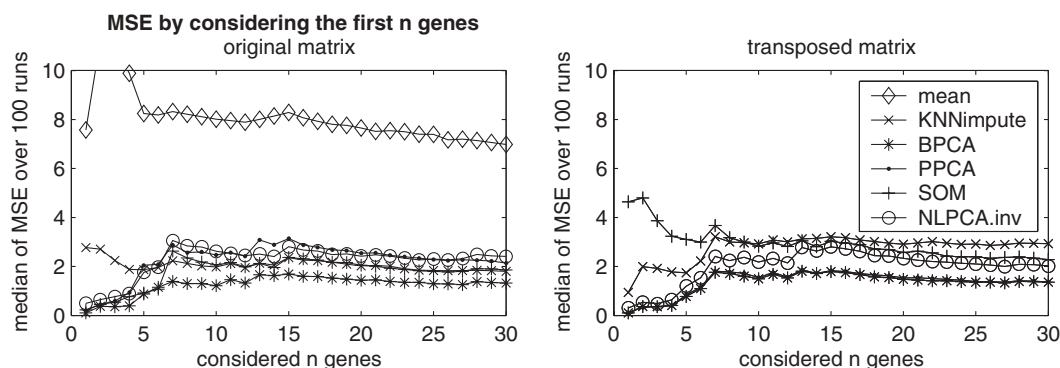 MSE by considering the first n genes
original matrix
median of MSE over 100 runs
10
8
6
4
2
0
0 5 10 15 20 25 30
considered n genes
transposed matrix
median of MSE over 100 runs
10
8
6
4
2
0
0 5 10 15 20 25 30
considered n genes
mean
KNNimpute
BPCA
PPCA
SOM
NLPCA.inv